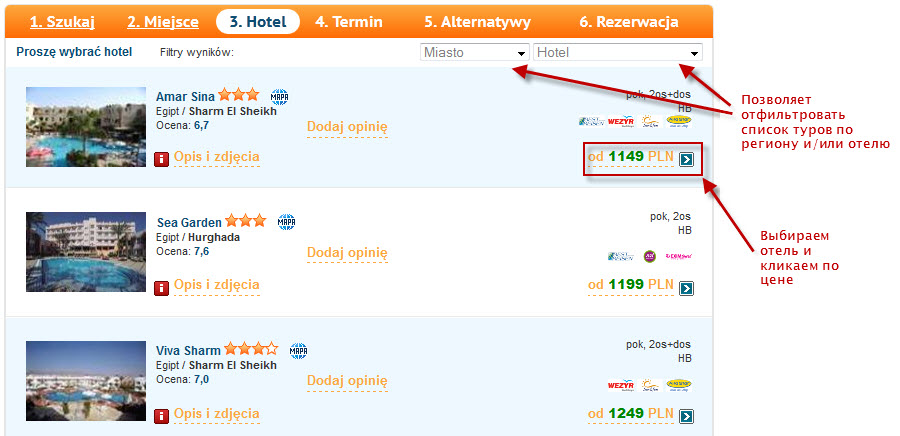 1. Szukaj 2. Miejsce 3. Hotel 4. Termin 5. Alternatywy 6. Rezerwacja
Proszę wybrać hotel Filtry wyników: Miasto Hotel
Amar Sina MAPA
Egipt / Sharm El Sheikh
Ocena: 6,7
Dodaj opinię
Opis i zdjęcia
pok, 2os+dos
HB
WEZYR
od 1149 PLN
Позволяет
отфильтровать
список туров по
региону и/или отелю
Sea Garden MAPA
Egipt / Hurghada
Ocena: 7,6
Dodaj opinię
Opis i zdjęcia
pok, 2os
HB
od 1199 PLN
Выбираем
отель и
кликаем по
цене
Viva Sharm MAPA
Egipt / Sharm El Sheikh
Ocena: 7,0
Dodaj opinię
Opis i zdjęcia
pok, 2os+dos
HB
WEZYR
od 1249 PLN